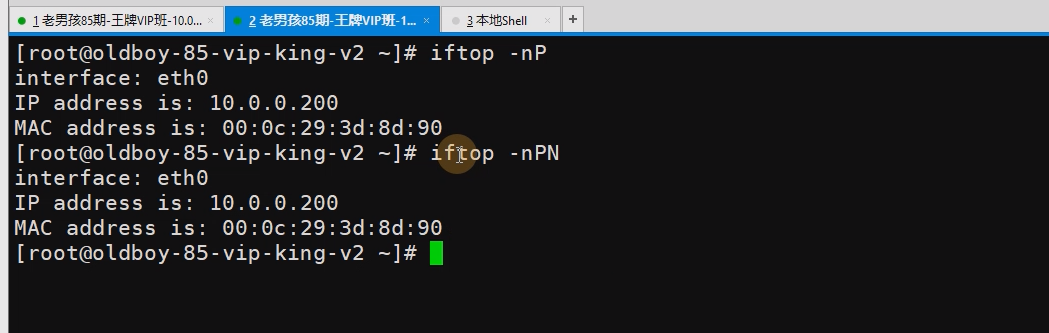 1 老男孩85期-王牌VIP班-10.0... × 2 老男孩85期-王牌VIP班-1... × 3 本地Shell × +
[root@oldboy-85-vip-king-v2 ~]# iftop -nP
interface: eth0
IP address is: 10.0.0.200
MAC address is: 00:0c:29:3d:8d:90
[root@oldboy-85-vip-king-v2 ~]# iftop -nPN
interface: eth0
IP address is: 10.0.0.200
MAC address is: 00:0c:29:3d:8d:90
[root@oldboy-85-vip-king-v2 ~]#